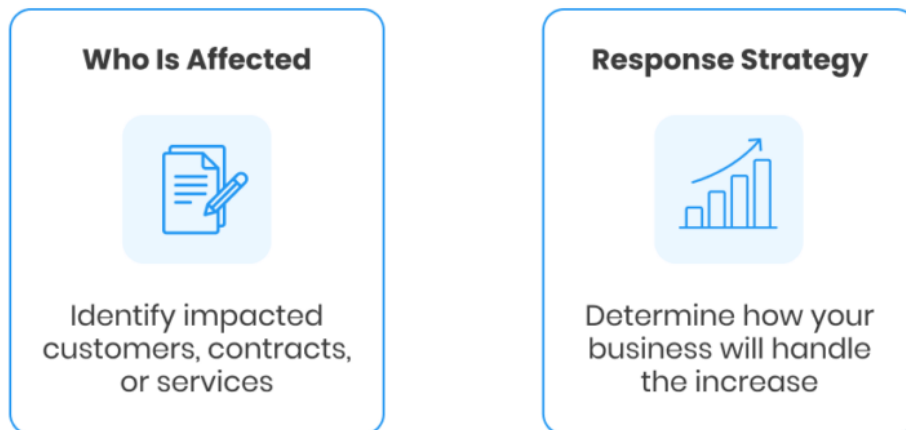 Who Is Affected
Identify impacted
customers, contracts,
or services
Response Strategy
Determine how your
business will handle
the increase